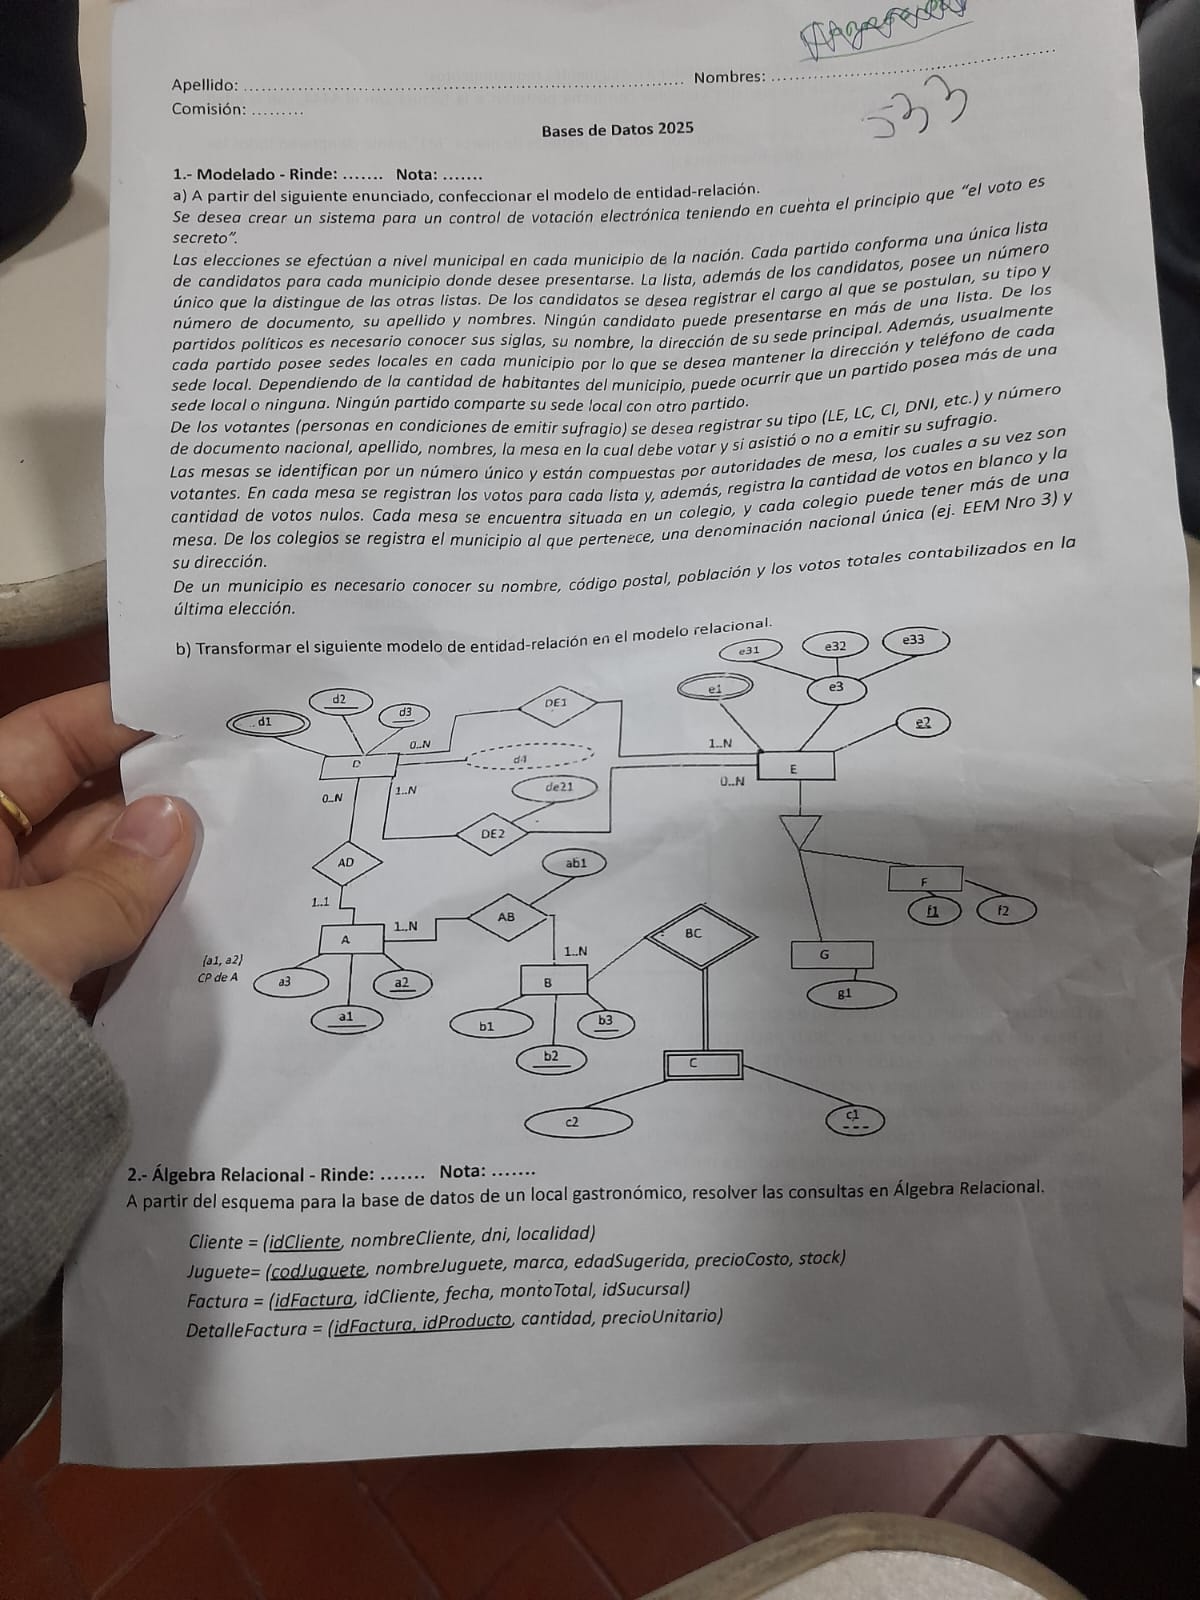 Apellido: ........ Nombres: ........
Comisión: .........
533
Bases de Datos 2025
1.- Modelado - Rinde: ....... Nota: .......
a) A partir del siguiente enunciado, confeccionar el modelo de entidad-relación.
Se desea crear un sistema para un control de votación electrónica teniendo en cuenta el principio que "el voto es
secreto".
Las elecciones se efectúan a nivel municipal en cada municipio de la nación. Cada partido conforma una única lista
de candidatos para cada municipio donde desee presentarse. La lista, además de los candidatos, posee un número
único que la distingue de las otras listas. De los candidatos se desea registrar el cargo al que se postulan, su tipo y
número de documento, su apellido y nombres. Ningún candidato puede presentarse en más de una lista. De los
partidos políticos es necesario conocer sus siglas, su nombre, la dirección de su sede principal. Además, usualmente
cada partido posee sedes locales en cada municipio por lo que se desea mantener la dirección y teléfono de cada
sede local. Dependiendo de la cantidad de habitantes del municipio, puede ocurrir que un partido posea más de una
sede local o ninguna. Ningún partido comparte su sede local con otro partido.
De los votantes (personas en condiciones de emitir sufragio) se desea registrar su tipo (LE, LC, CI, DNI, etc.) y número
de documento nacional, apellido, nombres, la mesa en la cual debe votar y si asistió o no a emitir su sufragio.
Las mesas se identifican por un número único y están compuestas por autoridades de mesa, los cuales a su vez son
votantes. En cada mesa se registran los votos para cada lista y, además, registra la cantidad de votos en blanco y la
cantidad de votos nulos. Cada mesa se encuentra situada en un colegio, y cada colegio puede tener más de una
mesa. De los colegios se registra el municipio al que pertenece, una denominación nacional única (ej. EEM Nro 3) y
su dirección.
De un municipio es necesario conocer su nombre, código postal, población y los votos totales contabilizados en la
última elección.
b) Transformar el siguiente modelo de entidad-relación en el modelo relacional.
e31
e32
e33
d1
d2
d3
DE1
e1
e3
e2
0..N
1..N
D
d4
E
0..N
1..N
de21
0..N
DE2
AD
ab1
F
1..1
f1
f2
1..N
AB
BC
A
1..N
G
{a1, a2}
CP de A
a3
a2
B
g1
a1
b1
b3
b2
C
c2
c1
2.- Álgebra Relacional - Rinde: ....... Nota: .......
A partir del esquema para la base de datos de un local gastronómico, resolver las consultas en Álgebra Relacional.
Cliente = (idCliente, nombreCliente, dni, localidad)
Juguete= (codJuguete, nombreJuguete, marca, edadSugerida, precioCosto, stock)
Factura = (idFactura, idCliente, fecha, montoTotal, idSucursal)
DetalleFactura = (idFactura, idProducto, cantidad, precioUnitario)